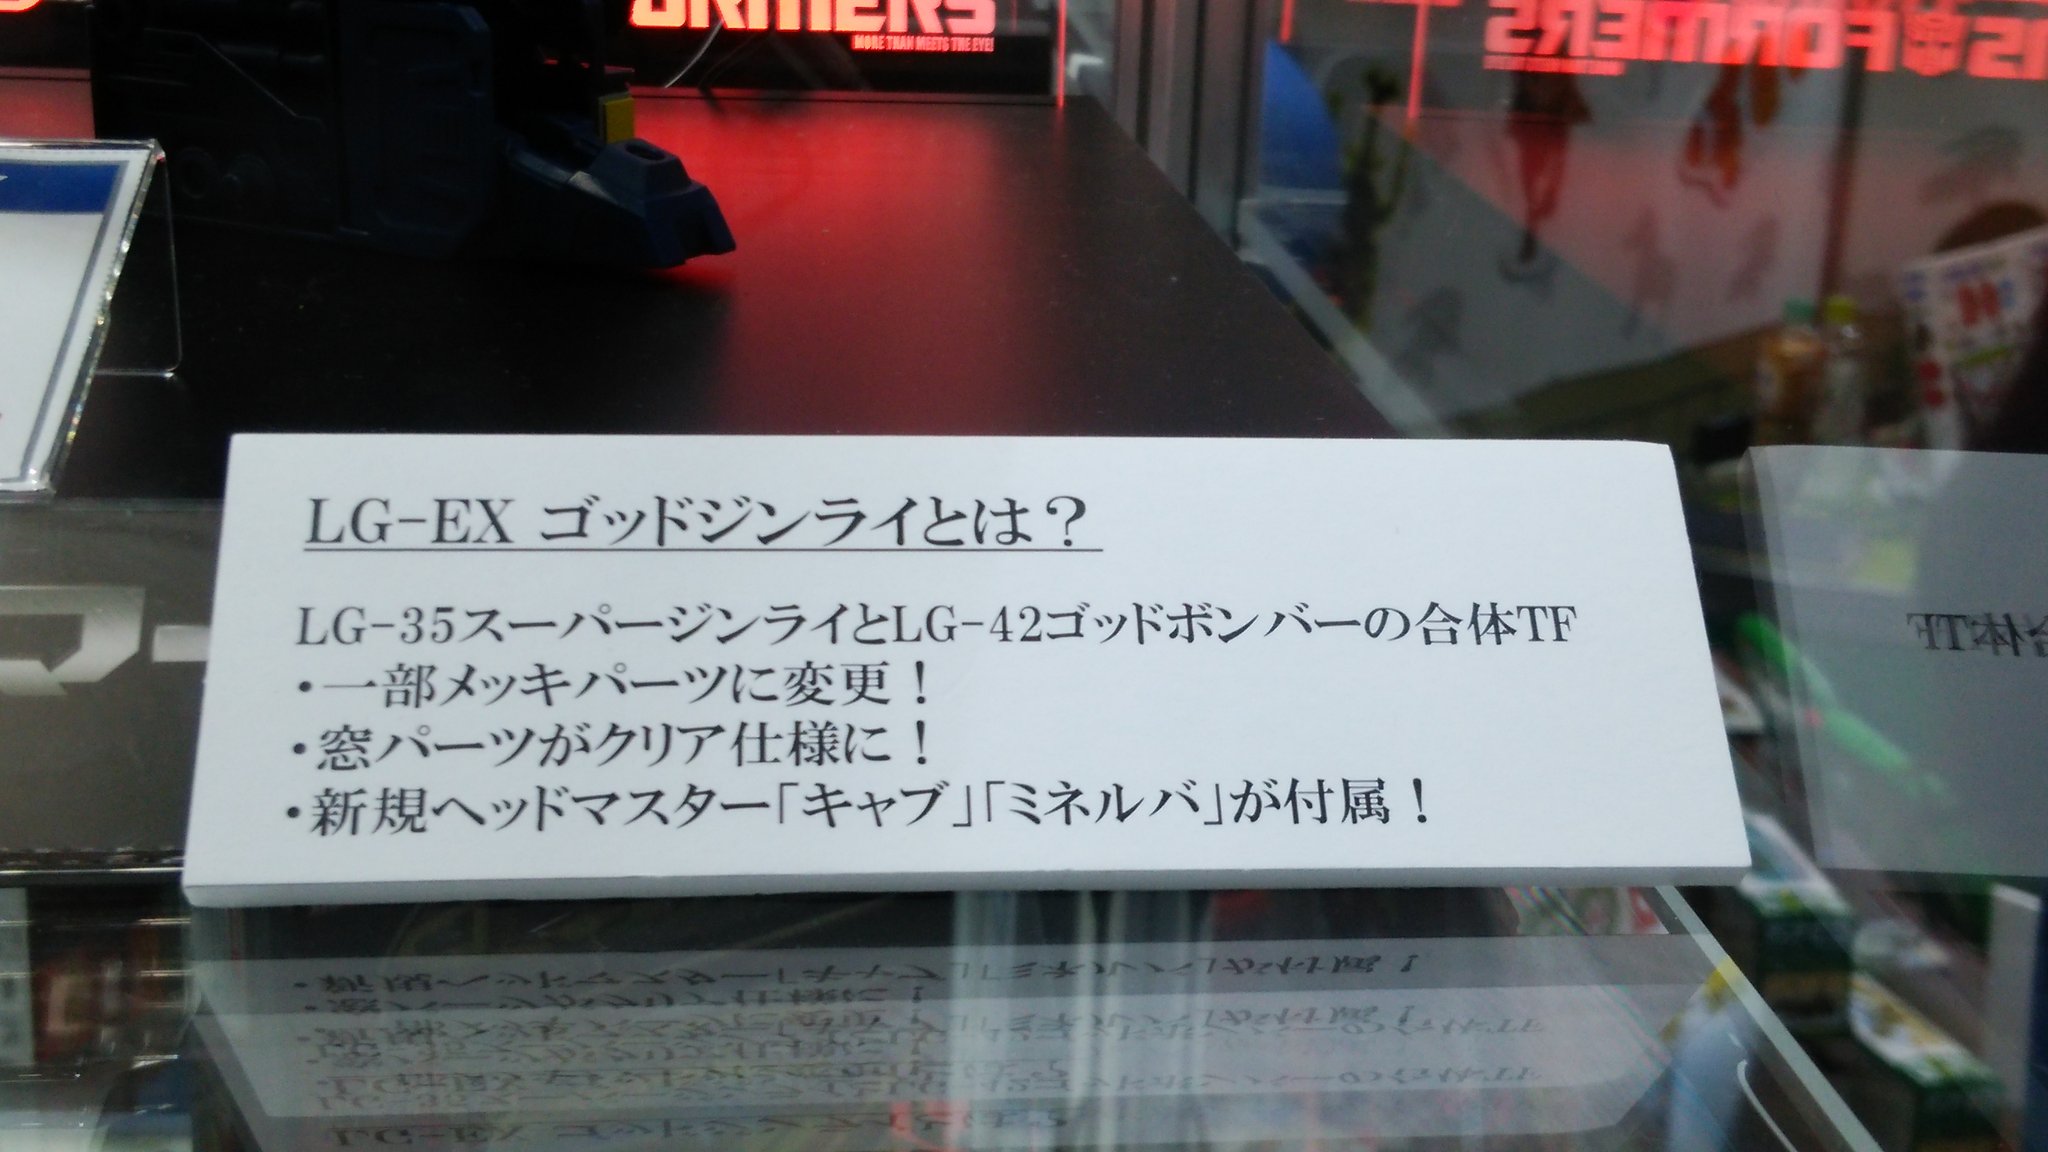 ORMERS
MORE THAN MEETS THE EYE!
LG-EX ゴッドジンライとは？
LG-35スーパージンライとLG-42ゴッドボンバーの合体TF
・一部メッキパーツに変更！
・窓パーツがクリア仕様に！
・新規ヘッドマスター「キャブ」「ミネルバ」が付属！